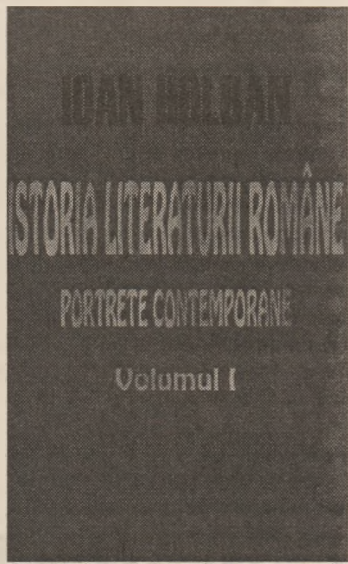 IOAN HOLBAN
ISTORIA LITERATURII ROMÂNE
PORTRETE CONTEMPORANE
Volumul I